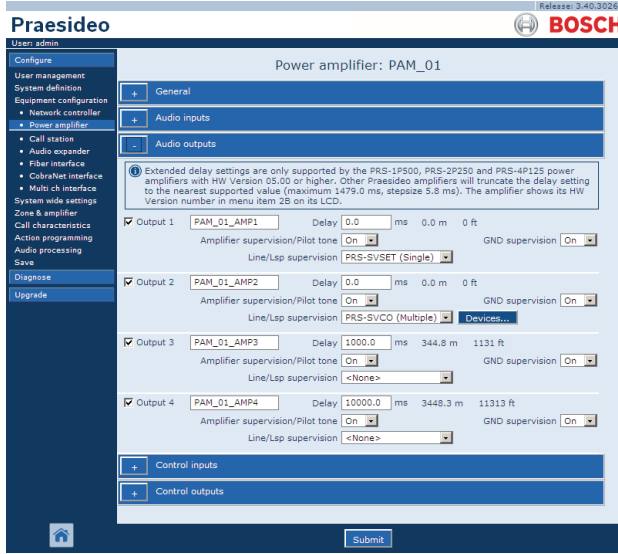 Release: 3.40.3026
Praesideo
BOSCH
User: admin
Configure
User management
System definition
Equipment configuration
• Network controller
• Power amplifier
• Call station
• Audio expander
• Fiber interface
• CobraNet interface
• Multi ch interface
System wide settings
Zone & amplifier
Call characteristics
Action programming
Audio processing
Save
Diagnose
Upgrade
Power amplifier: PAM_01
+ General
+ Audio inputs
- Audio outputs
Extended delay settings are only supported by the PRS-1P500, PRS-2P250 and PRS-4P125 power
amplifiers with HW Version 05.00 or higher. Other Praesideo amplifiers will truncate the delay setting
to the nearest supported value (maximum 1479.0 ms, stepsize 5.8 ms). The amplifier shows its HW
Version number in menu item 2B on its LCD.
Output 1 PAM_01_AMP1 Delay 0.0 ms 0.0 m 0 ft
Amplifier supervision/Pilot tone On GND supervision On
Line/Lsp supervision PRS-SVSET (Single)
Output 2 PAM_01_AMP2 Delay 0.0 ms 0.0 m 0 ft
Amplifier supervision/Pilot tone On GND supervision On
Line/Lsp supervision PRS-SVCO (Multiple) Devices...
Output 3 PAM_01_AMP3 Delay 1000.0 ms 344.8 m 1131 ft
Amplifier supervision/Pilot tone On GND supervision On
Line/Lsp supervision <None>
Output 4 PAM_01_AMP4 Delay 10000.0 ms 3448.3 m 11313 ft
Amplifier supervision/Pilot tone On GND supervision On
Line/Lsp supervision <None>
+ Control inputs
+ Control outputs
Submit